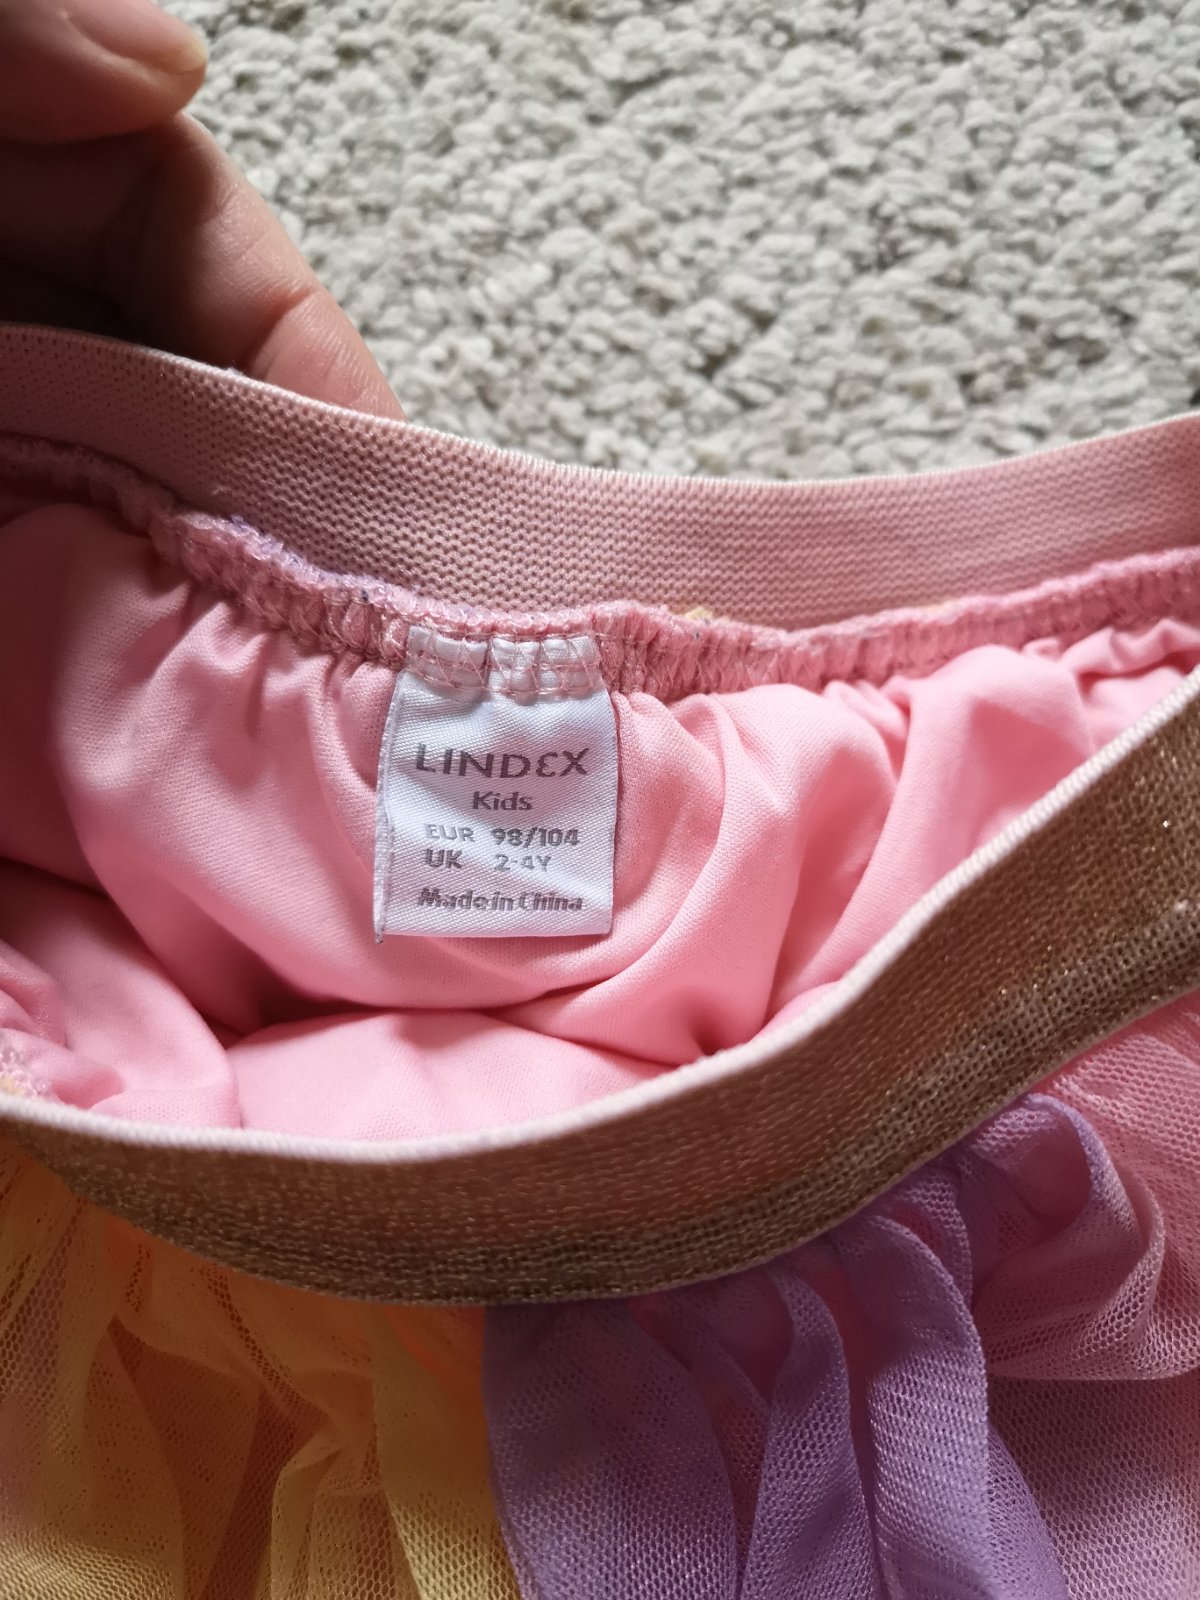 LINDEX
Kids
EUR 98/104
UK 2-4Y
Made in China